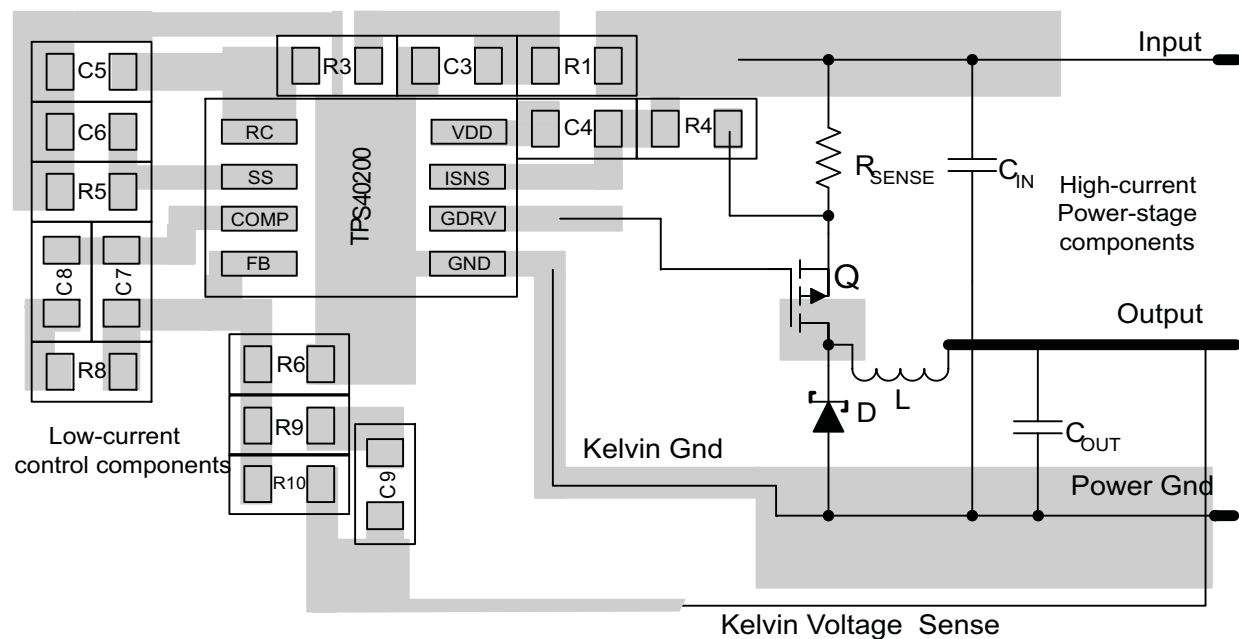 Input
C5
R3
C3
R1
C6
RC
VDD
C4
R4
TPS40200
RSENSE
CIN
High-current
Power-stage
components
R5
SS
ISNS
COMP
GDRV
FB
GND
C8
C7
Q
Output
R8
R6
D
L
Low-current
control components
R9
Kelvin Gnd
COUT
R10
C9
Power Gnd
Kelvin Voltage Sense